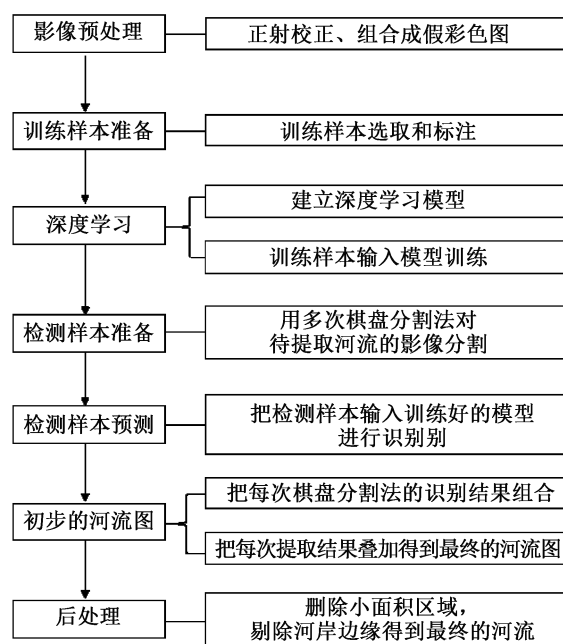 影像预处理
正射校正、组合成假彩色图
训练样本准备
训练样本选取和标注
深度学习
建立深度学习模型
训练样本输入模型训练
检测样本准备
用多次棋盘分割法对
待提取河流的影像分割
检测样本预测
把检测样本输入训练好的模型
进行识别别
初步的河流图
把每次棋盘分割法的识别结果组合
把每次提取结果叠加得到最终的河流图
后处理
删除小面积区域，
剔除河岸边缘得到最终的河流